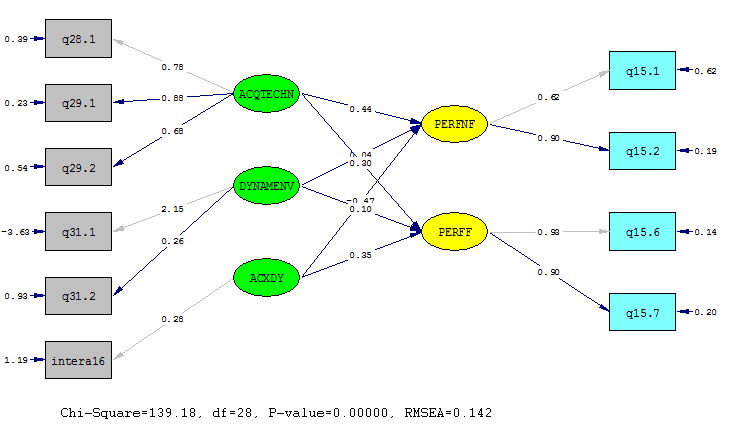 0.39
q28.1
0.78
0.23
q29.1
0.88
0.54
q29.2
0.68
-3.63
q31.1
2.15
0.93
q31.2
0.26
1.19
intera16
0.28
ACQTECHN
DYNAMENV
ACXDY
0.44
0.04
0.30
-0.47
0.10
0.35
PERFNF
PERFF
0.62
0.90
0.93
0.90
q15.1
0.62
q15.2
0.19
q15.6
0.14
q15.7
0.20
Chi-Square=139.18, df=28, P-value=0.00000, RMSEA=0.142